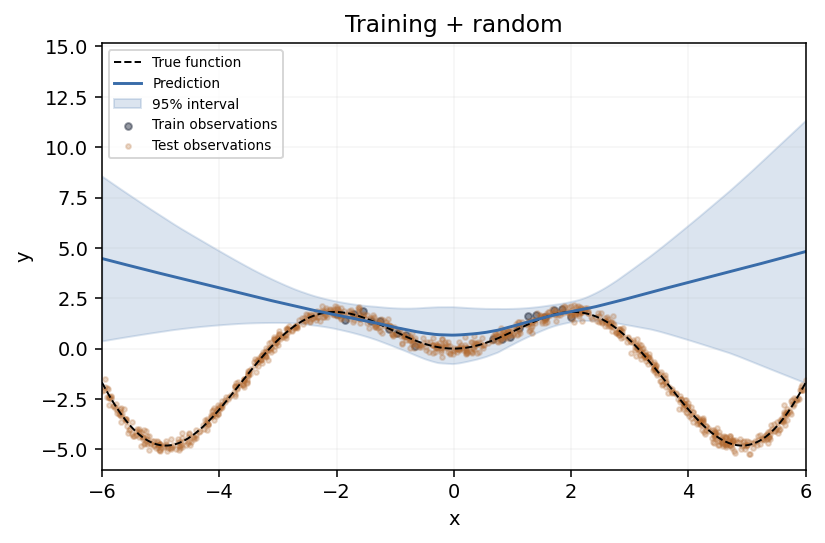 Training + random
15.0
12.5
10.0
7.5
5.0
2.5
0.0
−2.5
−5.0
y
True function
Prediction
95% interval
Train observations
Test observations
−6 −4 −2 0 2 4 6
x